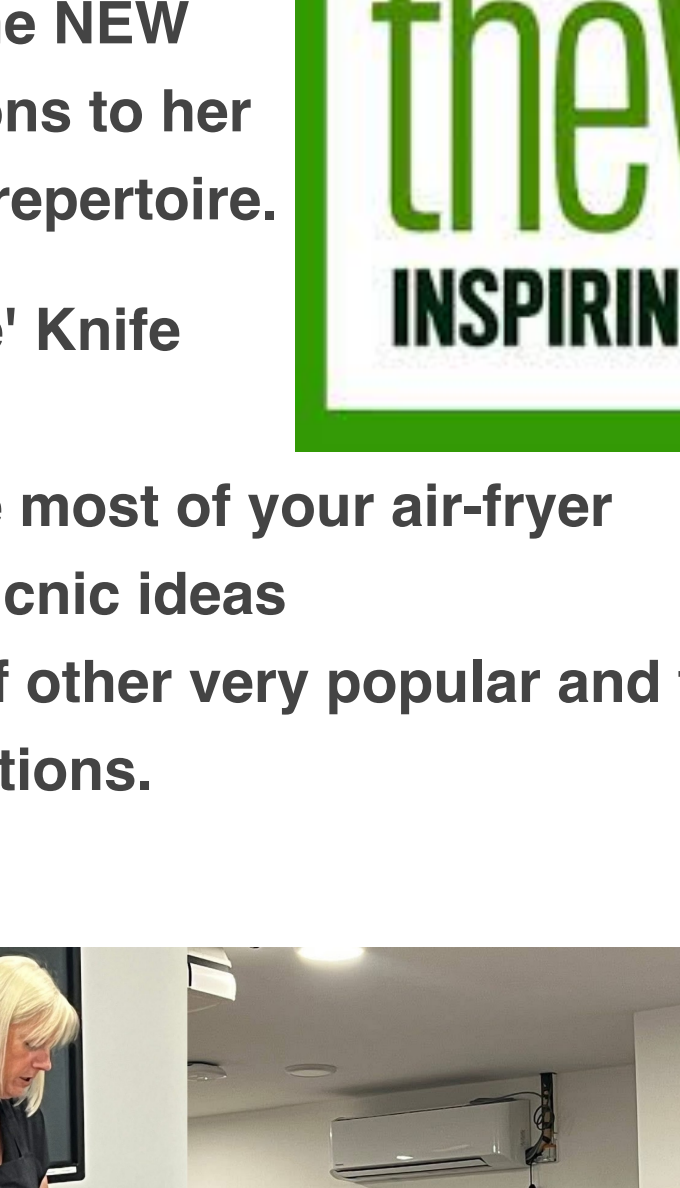 e NEW
ons to her
repertoire.
e' Knife
the
INSPIRIN
e most of your air-fryer
cnic ideas
f other very popular and
tions.